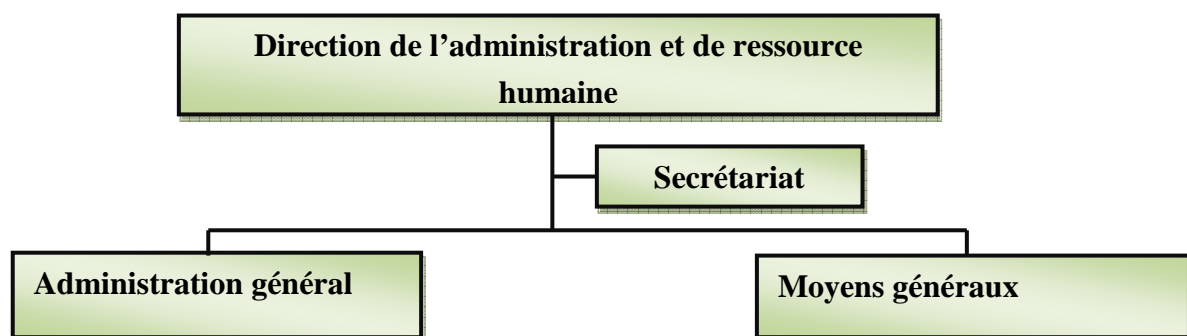 Direction de l’administration et de ressource
humaine
Secrétariat
Administration général
Moyens généraux